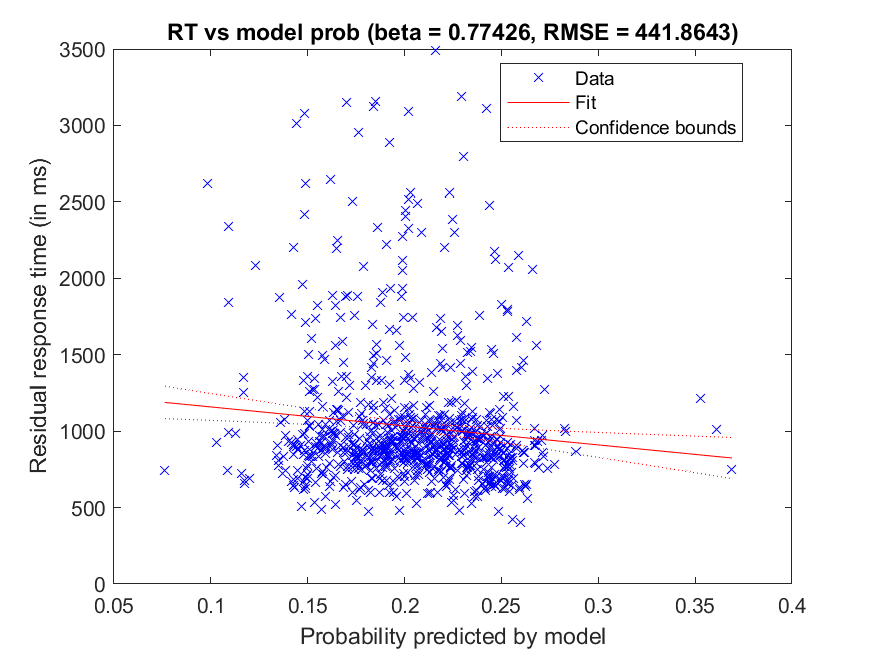 RT vs model prob (beta = 0.77426, RMSE = 441.8643)
3500
3000
2500
2000
1500
1000
500
0
Residual response time (in ms)
Data
Fit
Confidence bounds
0.05 0.1 0.15 0.2 0.25 0.3 0.35 0.4
Probability predicted by model